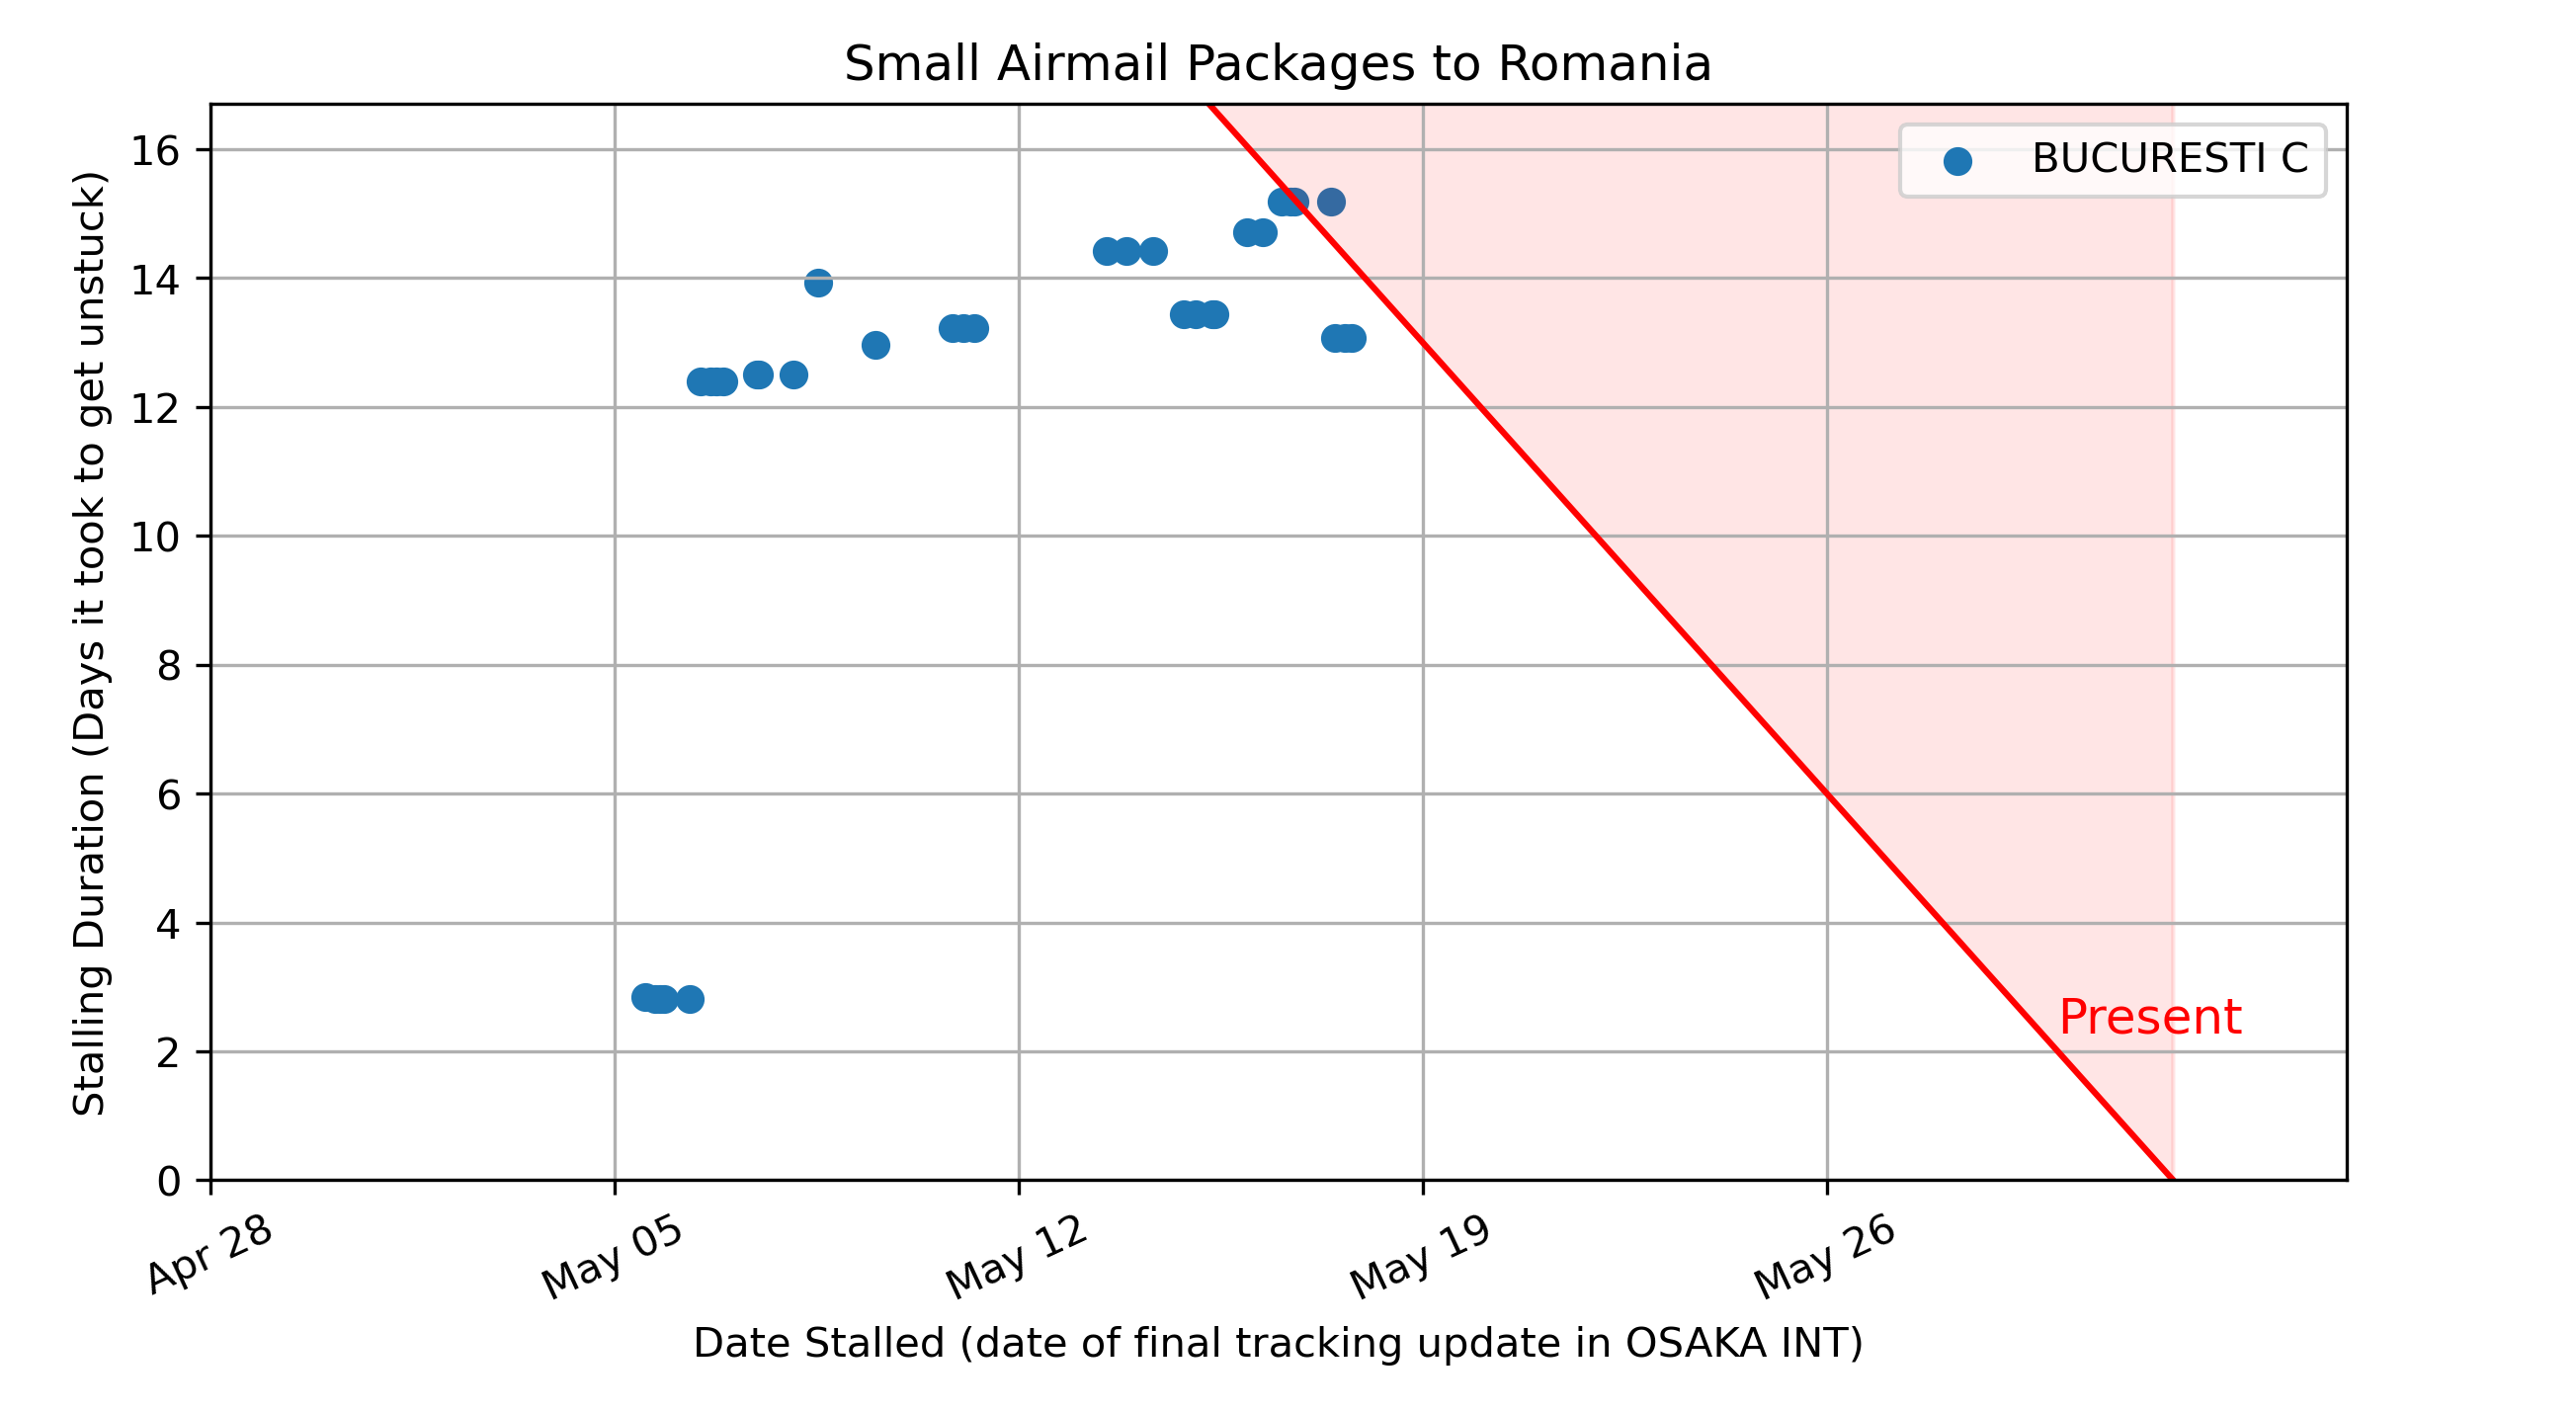 Small Airmail Packages to Romania
Stalling Duration (Days it took to get unstuck)
16
14
12
10
8
6
4
2
0
BUCURESTI C
Present
Apr 28
May 05
May 12
May 19
May 26
Date Stalled (date of final tracking update in OSAKA INT)